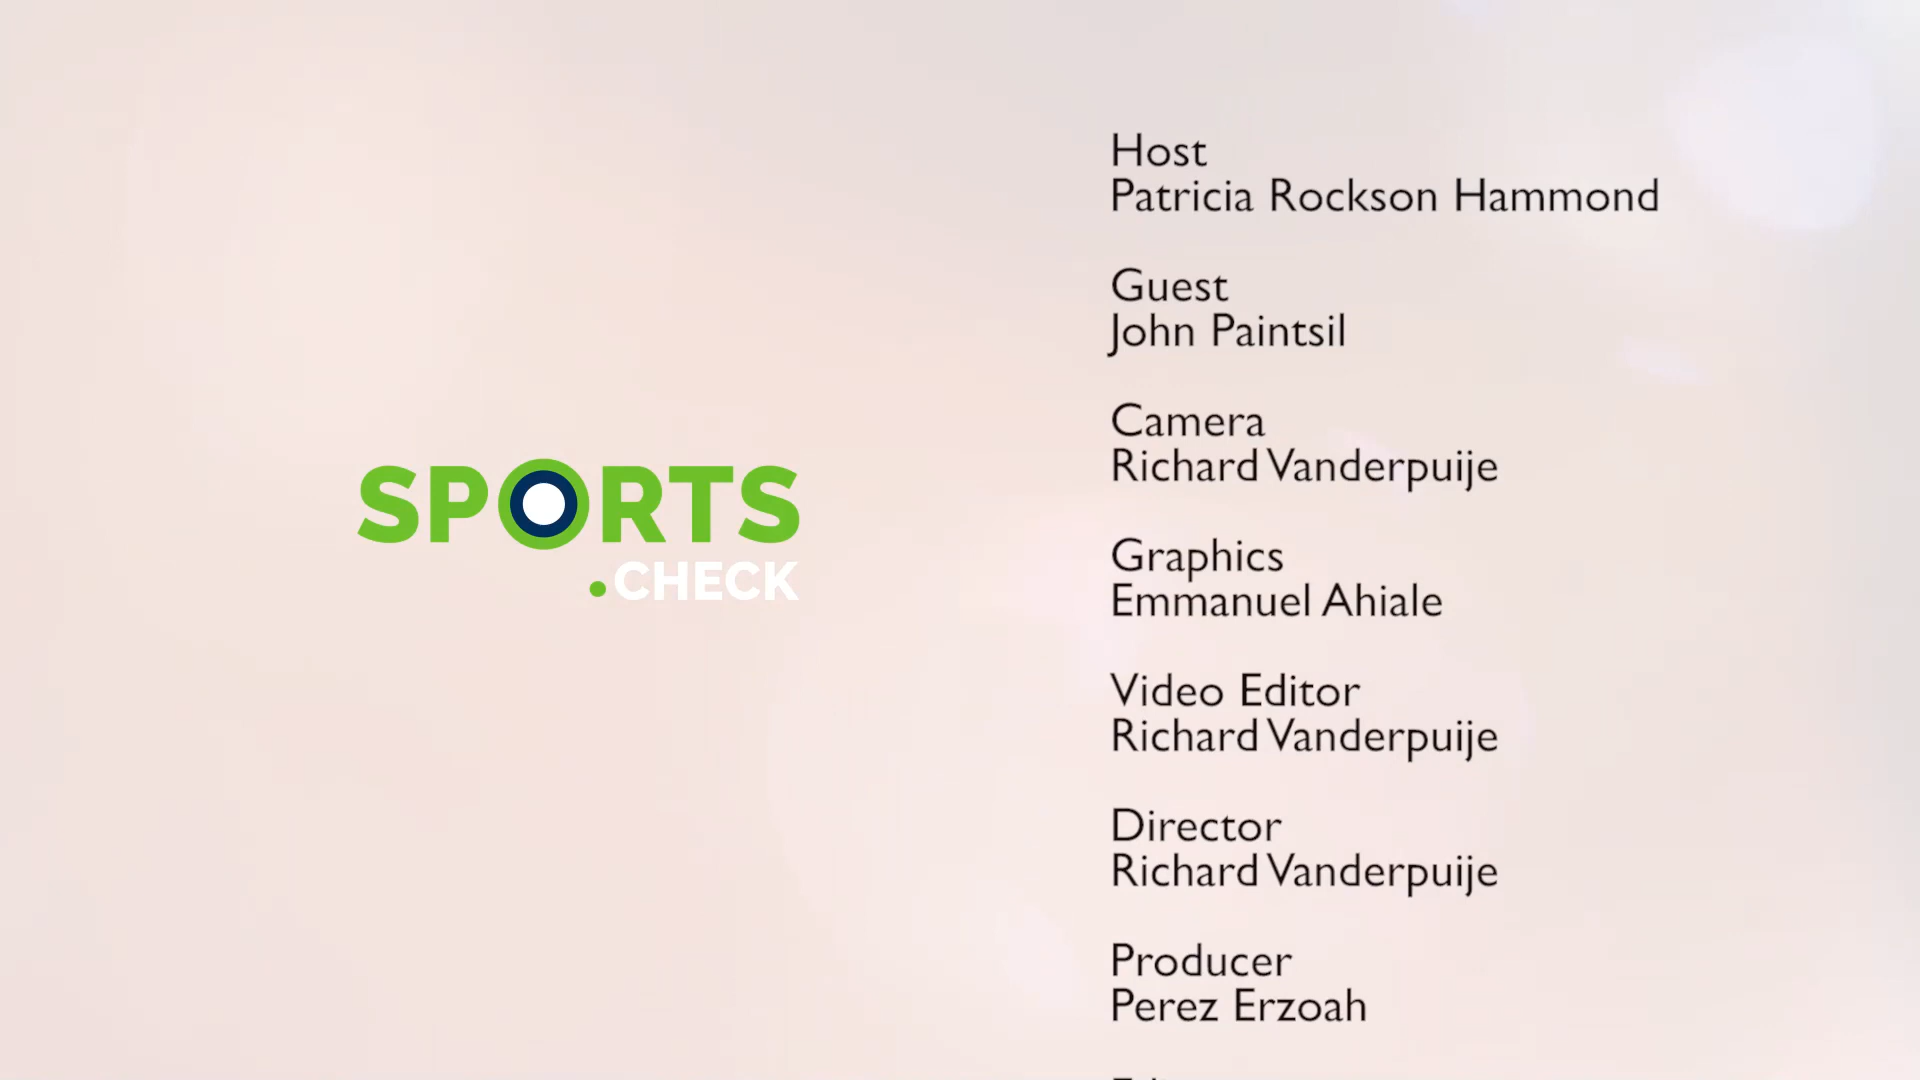 SPORTS
.CHECK
Host
Patricia Rockson Hammond
Guest
John Paintsil
Camera
Richard Vanderpuije
Graphics
Emmanuel Ahiale
Video Editor
Richard Vanderpuije
Director
Richard Vanderpuije
Producer
Perez Erzoah